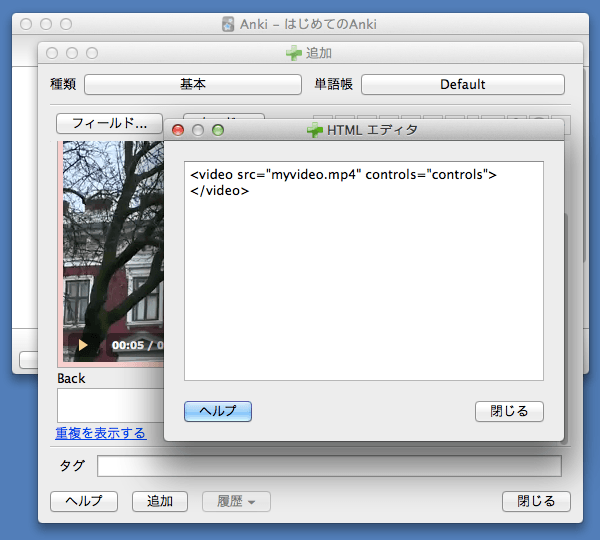 Anki – はじめてのAnki
追加
種類 基本 単語帳 Default
フィールド...
HTML エディタ
<video src="myvideo.mp4" controls="controls">
</video>
00:05 / 0
Back
ヘルプ 閉じる
重複を表示する
タグ
ヘルプ 追加 履歴 閉じる